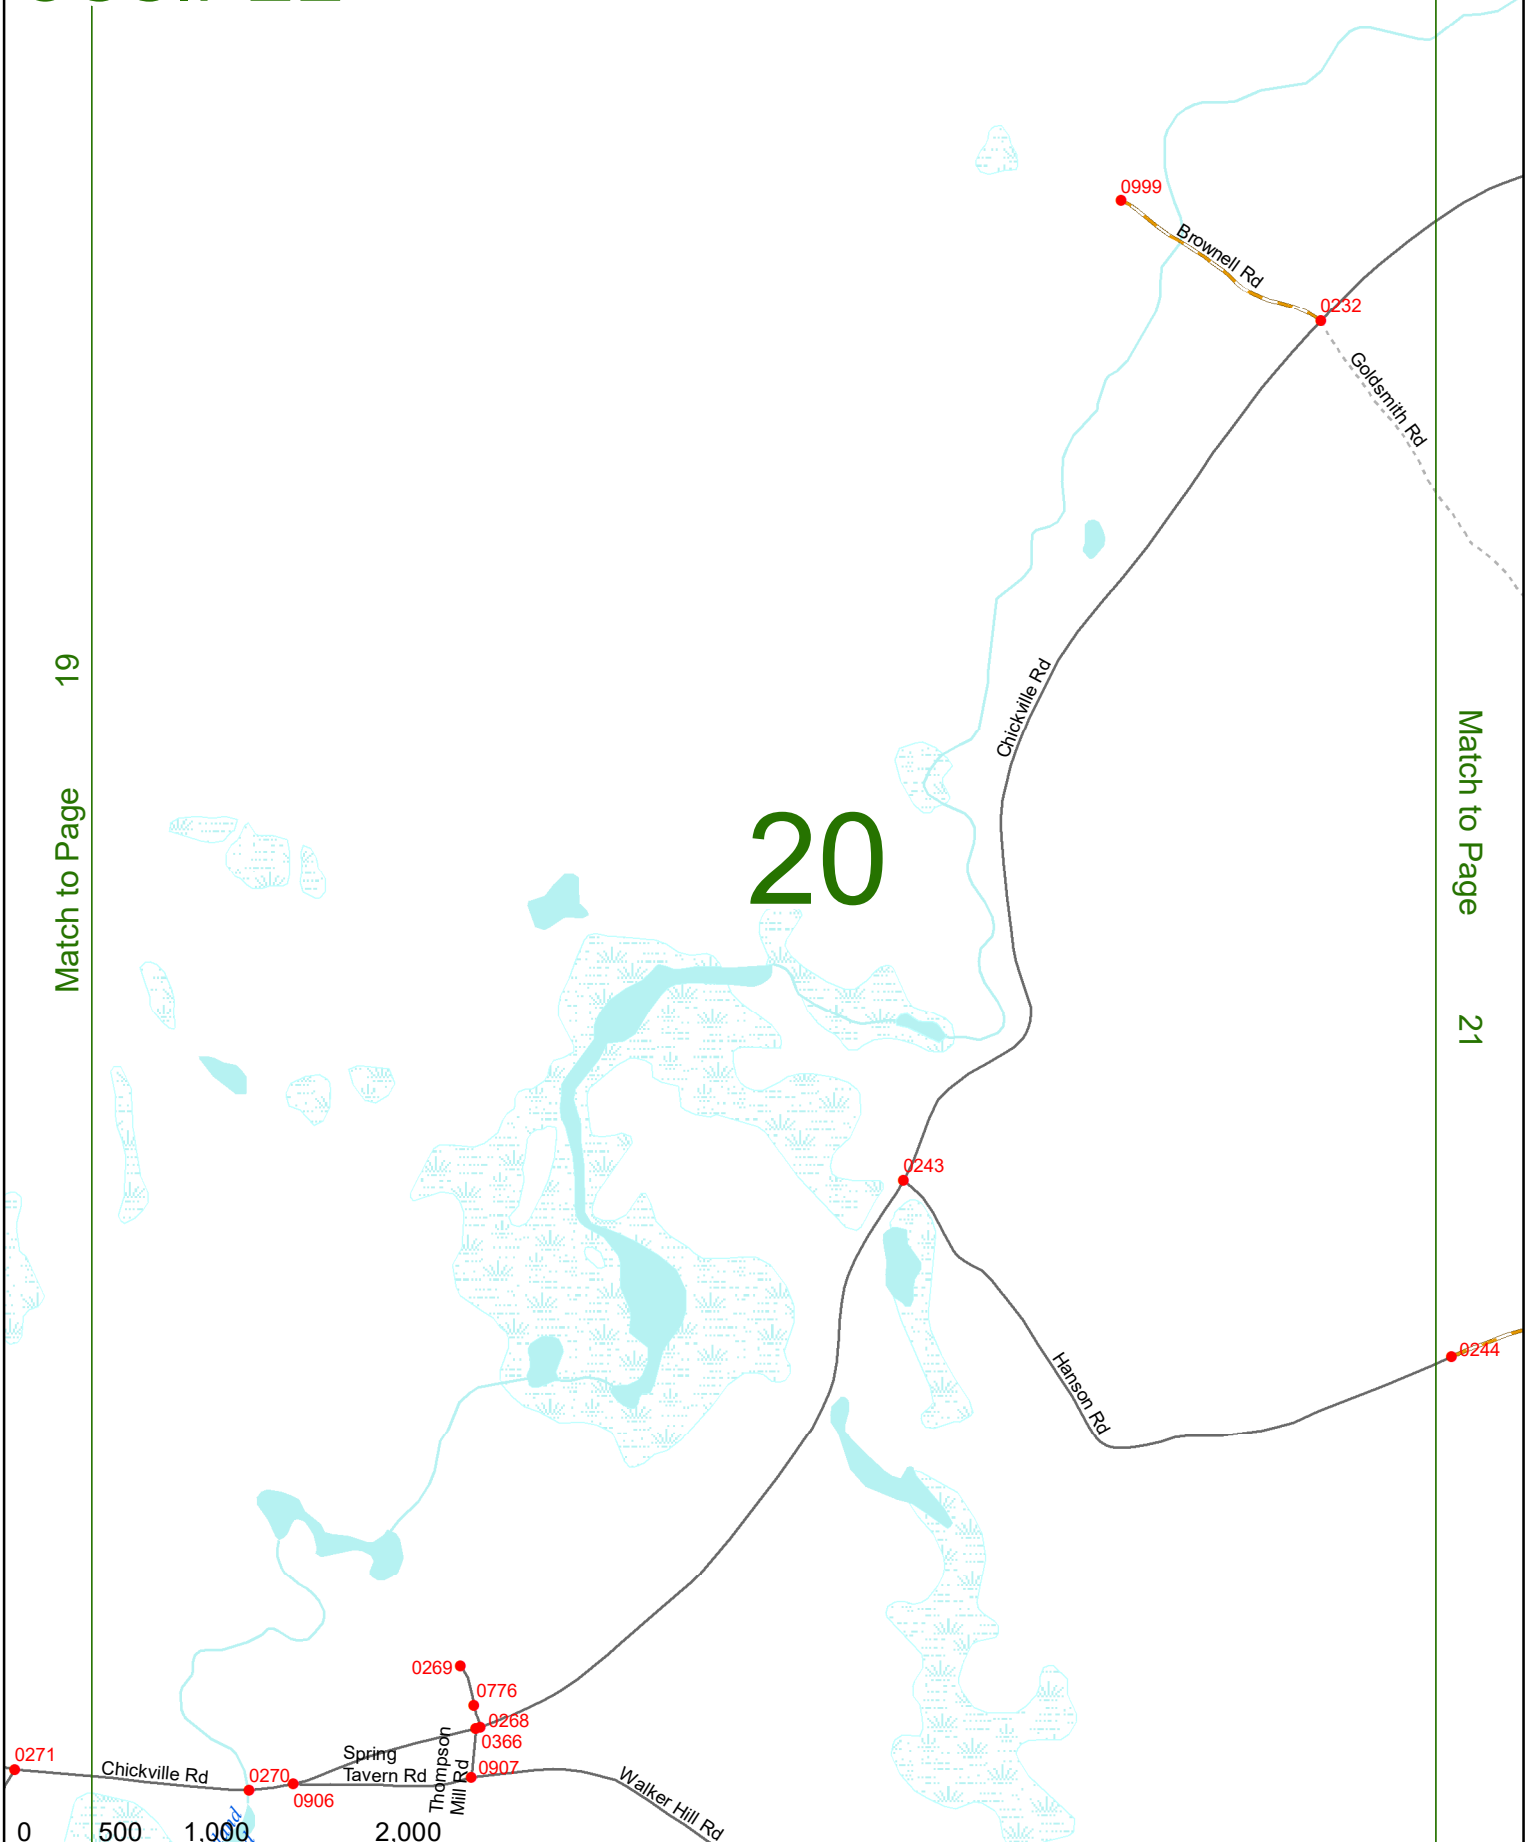 0999
Brownell Rd
0232
Goldsmith Rd
Match to Page 19
Chickville Rd
Match to Page 21
20
0243
0244
Hanson Rd
0269
0776
0268
0366
Thompson
Mill Rd
0271
Chickville Rd
0270
Spring
Tavern Rd
0907
0906
Walker Hill Rd
0
500
1,000
2,000